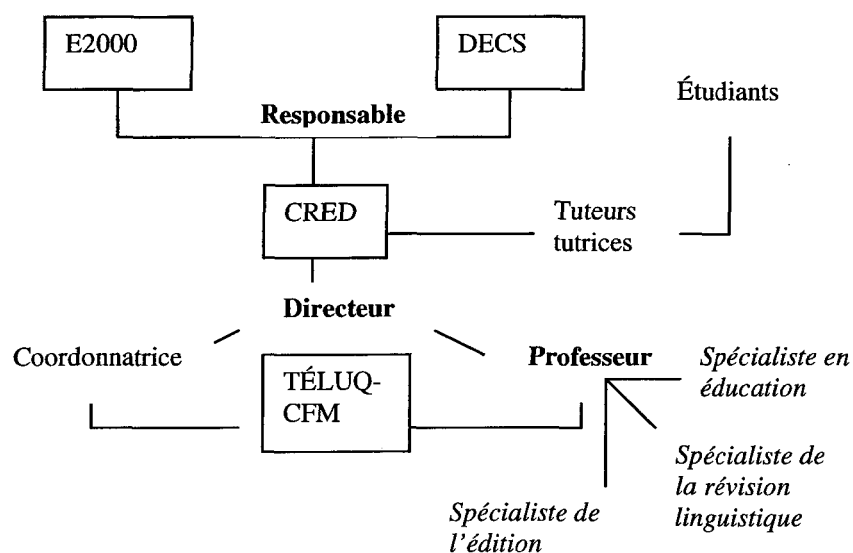 E2000
DECS
Étudiants
Responsable
CRED
Tuteurs
tutrices
Directeur
Coordonnatrice
TÉLUQ-
CFM
Professeur
Spécialiste en
éducation
Spécialiste de
la révision
linguistique
Spécialiste de
l'édition